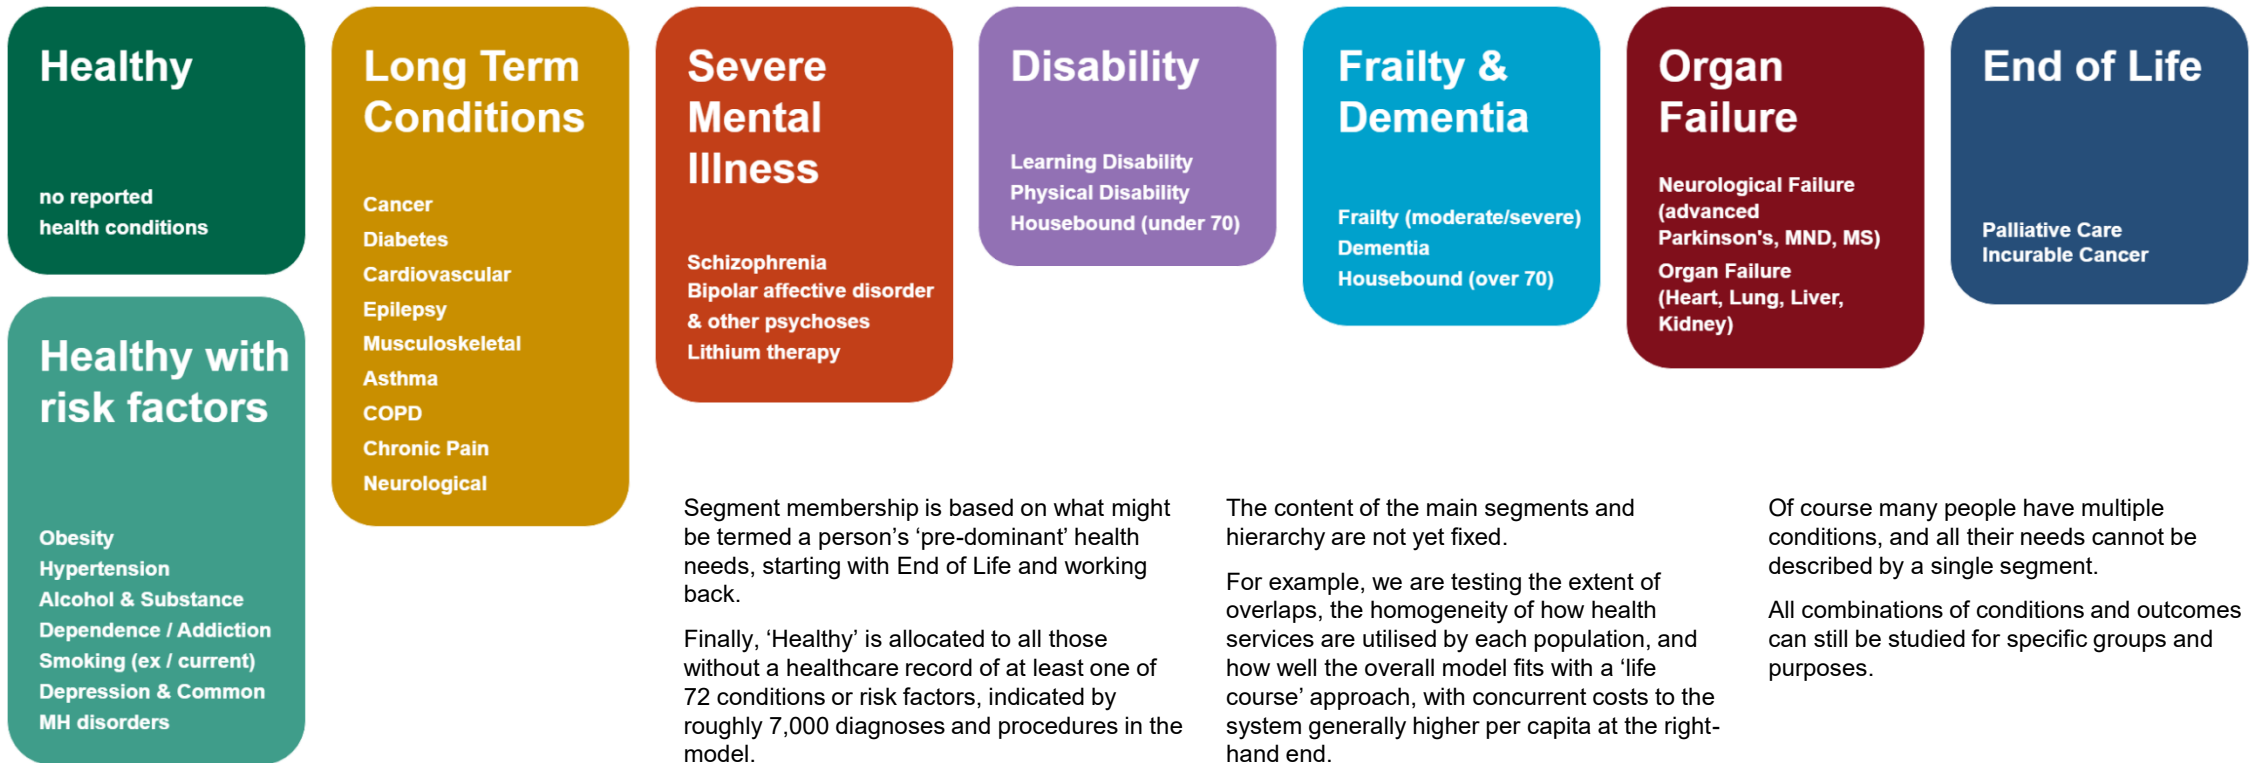 Healthy
no reported
health conditions
Healthy with
risk factors
Obesity
Hypertension
Alcohol & Substance
Dependence / Addiction
Smoking (ex / current)
Depression & Common
MH disorders
Long Term
Conditions
Cancer
Diabetes
Cardiovascular
Epilepsy
Musculoskeletal
Asthma
COPD
Chronic Pain
Neurological
Severe
Mental
Illness
Schizophrenia
Bipolar affective disorder
& other psychoses
Lithium therapy
Disability
Learning Disability
Physical Disability
Housebound (under 70)
Frailty &
Dementia
Frailty (moderate/severe)
Dementia
Housebound (over 70)
Organ
Failure
Neurological Failure
(advanced
Parkinson's, MND, MS)
Organ Failure
(Heart, Lung, Liver,
Kidney)
End of Life
Palliative Care
Incurable Cancer
Segment membership is based on what might
be termed a person’s ‘pre-dominant’ health
needs, starting with End of Life and working
back.
Finally, ‘Healthy’ is allocated to all those
without a healthcare record of at least one of
72 conditions or risk factors, indicated by
roughly 7,000 diagnoses and procedures in the
model.
The content of the main segments and
hierarchy are not yet fixed.
For example, we are testing the extent of
overlaps, the homogeneity of how health
services are utilised by each population, and
how well the overall model fits with a ‘life
course’ approach, with concurrent costs to the
system generally higher per capita at the right-
hand end.
Of course many people have multiple
conditions, and all their needs cannot be
described by a single segment.
All combinations of conditions and outcomes
can still be studied for specific groups and
purposes.